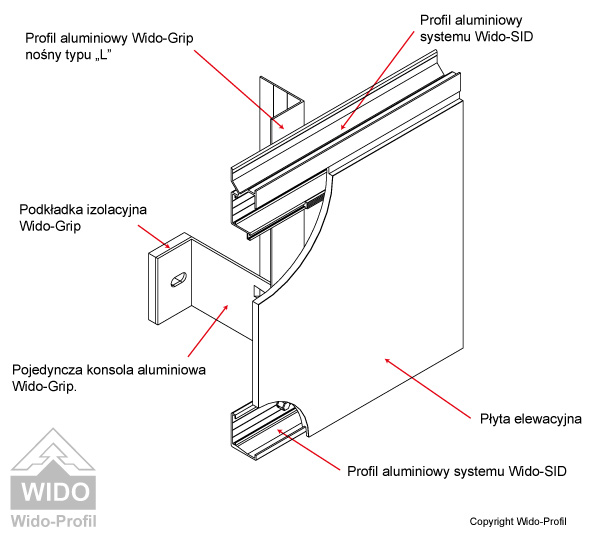 Profil aluminiowy
systemu Wido-SID
Profil aluminiowy Wido-Grip
nośny typu „L”
Podkładka izolacyjna
Wido-Grip
Pojedyncza konsola aluminiowa
Wido-Grip.
Płyta elewacyjna
Profil aluminiowy systemu Wido-SID
WIDO
Wido-Profil
Copyright Wido-Profil